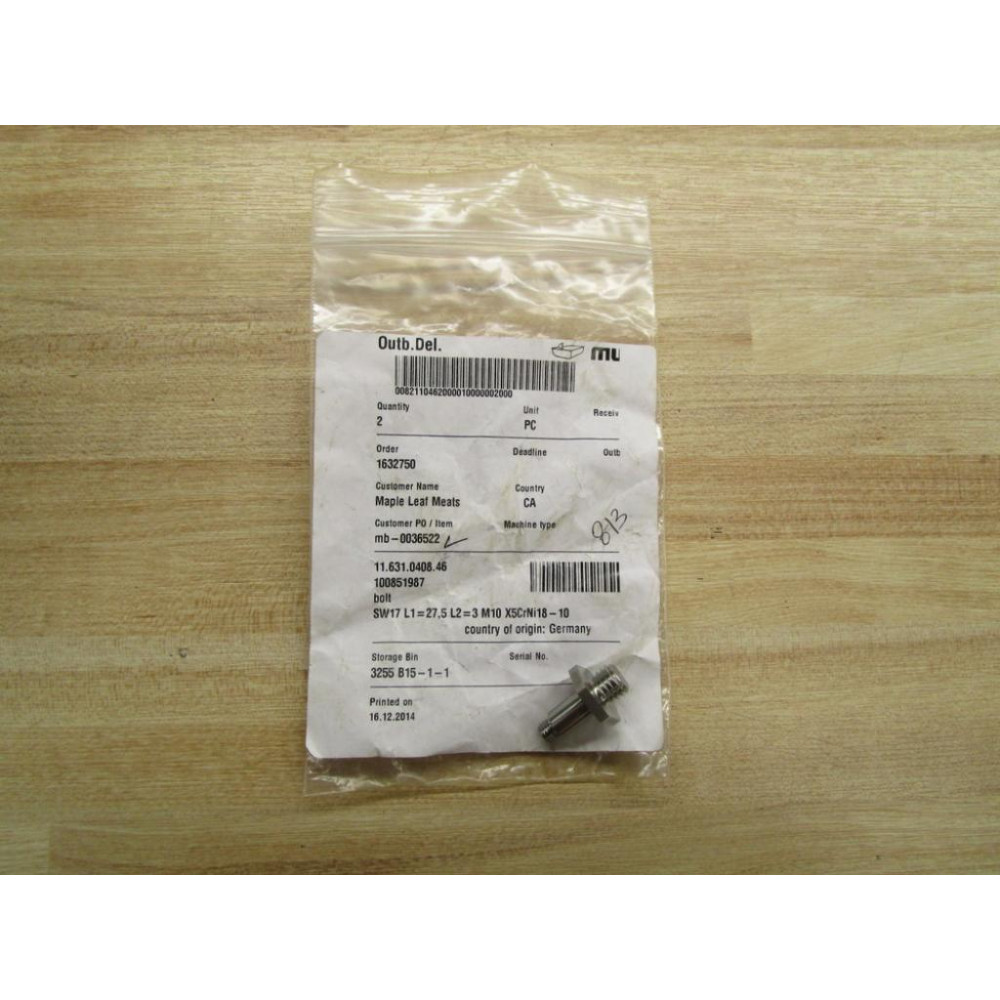 Outb.Del.
008211046200001000002000
Quantity Unit Receiv
2 PC
Order Deadline Outb
1632750
Customer Name Country
Maple Leaf Meats CA
Customer PO / Item Machine type
mb-0036522
813
11.631.0408.46
100851987
bolt
SW17 L1=27,5 L2=3 M10 X5CrNi18-10
country of origin: Germany
Storage Bin Serial No.
3255 B15-1-1
Printed on
16.12.2014